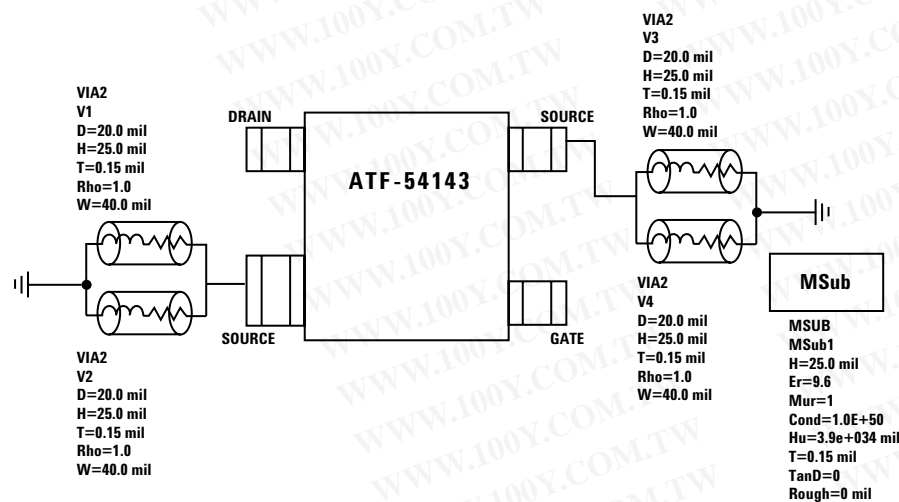 VIA2
V3
D=20.0 mil
H=25.0 mil
T=0.15 mil
Rho=1.0
W=40.0 mil
VIA2
V1
D=20.0 mil
H=25.0 mil
T=0.15 mil
Rho=1.0
W=40.0 mil
DRAIN
SOURCE
ATF-54143
SOURCE
GATE
VIA2
V2
D=20.0 mil
H=25.0 mil
T=0.15 mil
Rho=1.0
W=40.0 mil
VIA2
V4
D=20.0 mil
H=25.0 mil
T=0.15 mil
Rho=1.0
W=40.0 mil
MSub
MSUB
MSub1
H=25.0 mil
Er=9.6
Mur=1
Cond=1.0E+50
Hu=3.9e+034 mil
T=0.15 mil
TanD=0
Rough=0 mil
WWW.100Y.COM.TW